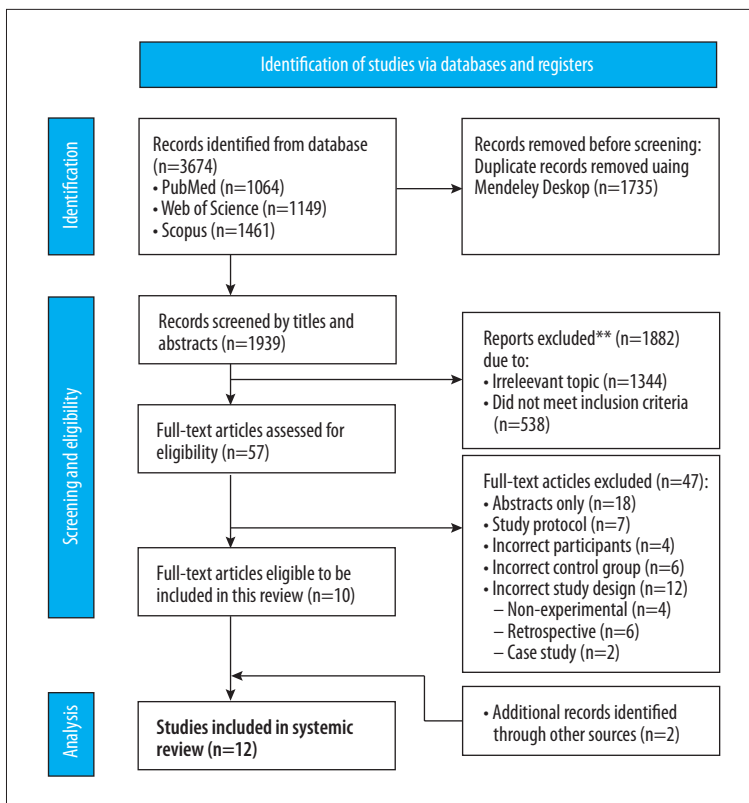 Identification of studies via databases and registers
Identification
Records identified from database
(n=3674)
• PubMed (n=1064)
• Web of Science (n=1149)
• Scopus (n=1461)
Records removed before screening:
Duplicate records removed uaing
Mendeley Deskop (n=1735)
Screening and eligibility
Records screened by titles and
abstracts (n=1939)
Reports excluded** (n=1882)
due to:
• Irreleevant topic (n=1344)
• Did not meet inclusion criteria
(n=538)
Full-text articles assessed for
eligibility (n=57)
Full-text acticles excluded (n=47):
• Abstracts only (n=18)
• Study protocol (n=7)
• Incorrect participants (n=4)
• Incorrect control group (n=6)
• Incorrect study design (n=12)
– Non-experimental (n=4)
– Retrospective (n=6)
– Case study (n=2)
Full-text articles eligible to be
included in this review (n=10)
Analysis
Studies included in systemic
review (n=12)
• Additional records identified
through other sources (n=2)